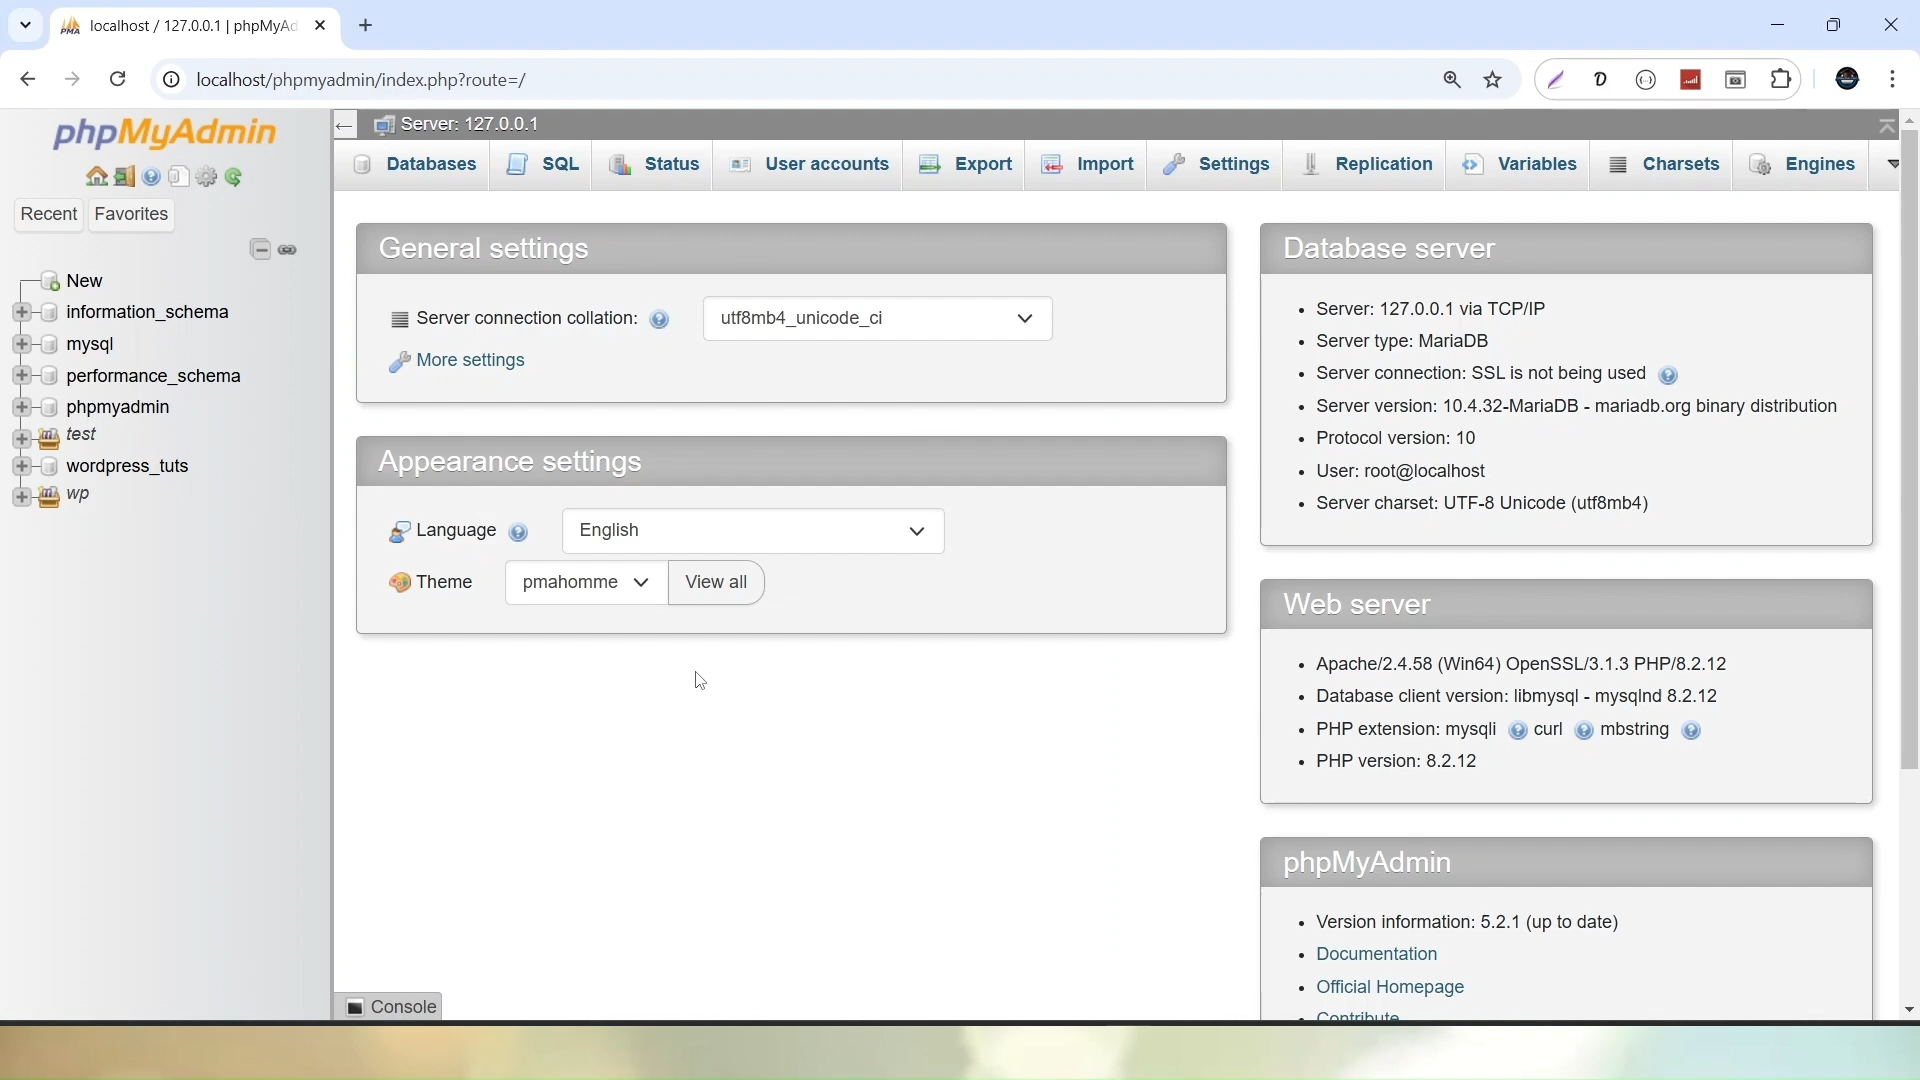 localhost / 127.0.0.1 | phpMyAd
localhost/phpmyadmin/index.php?route=/
phpMyAdmin
Recent
Favorites
New
information_schema
mysql
performance_schema
phpmyadmin
test
wordpress_tuts
wp
Server: 127.0.0.1
Databases
SQL
Status
User accounts
Export
Import
Settings
Replication
Variables
Charsets
Engines
General settings
Server connection collation:
utf8mb4_unicode_ci
More settings
Appearance settings
Language
English
Theme
pmahomme
View all
Database server
Server: 127.0.0.1 via TCP/IP
Server type: MariaDB
Server connection: SSL is not being used
Server version: 10.4.32-MariaDB - mariadb.org binary distribution
Protocol version: 10
User: root@localhost
Server charset: UTF-8 Unicode (utf8mb4)
Web server
Apache/2.4.58 (Win64) OpenSSL/3.1.3 PHP/8.2.12
Database client version: libmysql - mysqlnd 8.2.12
PHP extension: mysqli curl mbstring
PHP version: 8.2.12
phpMyAdmin
Version information: 5.2.1 (up to date)
Documentation
Official Homepage
Contribute
Console